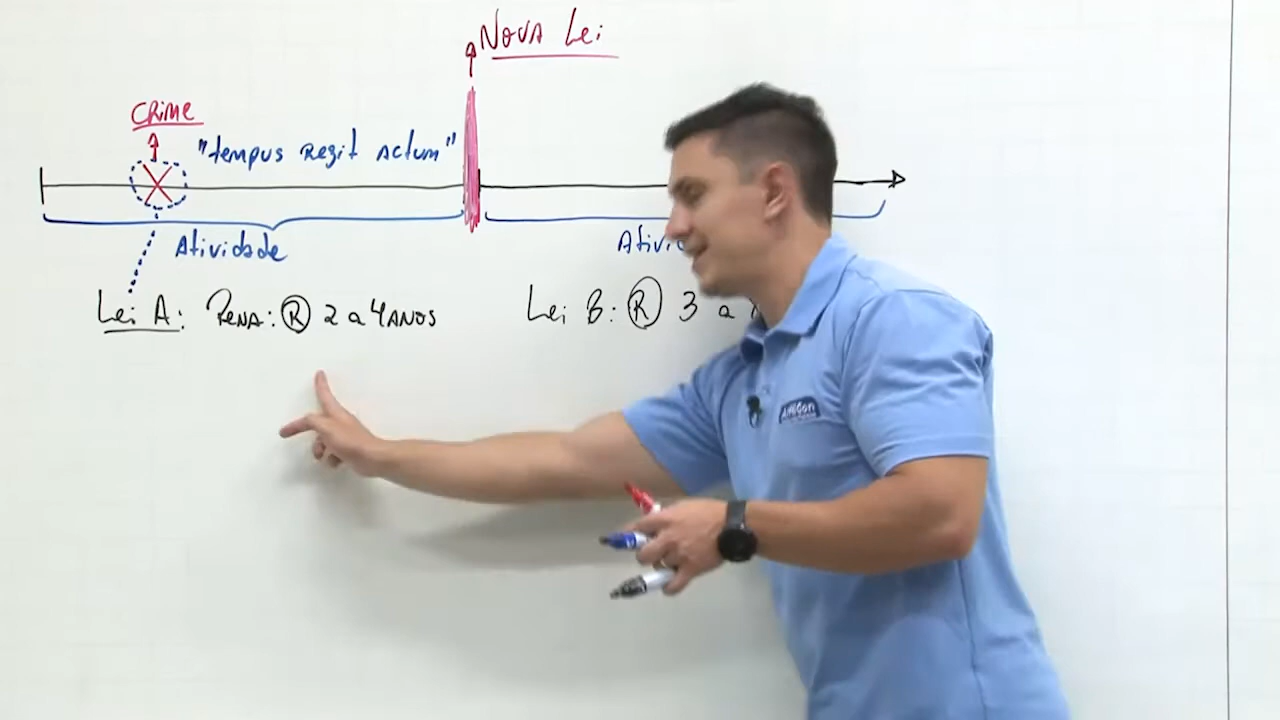 Nova Lei
CRIME
"tempus Regit Actum"
Atividade
Lei A: PENA: R 2 a 4 ANOS
Lei B: R 3 a